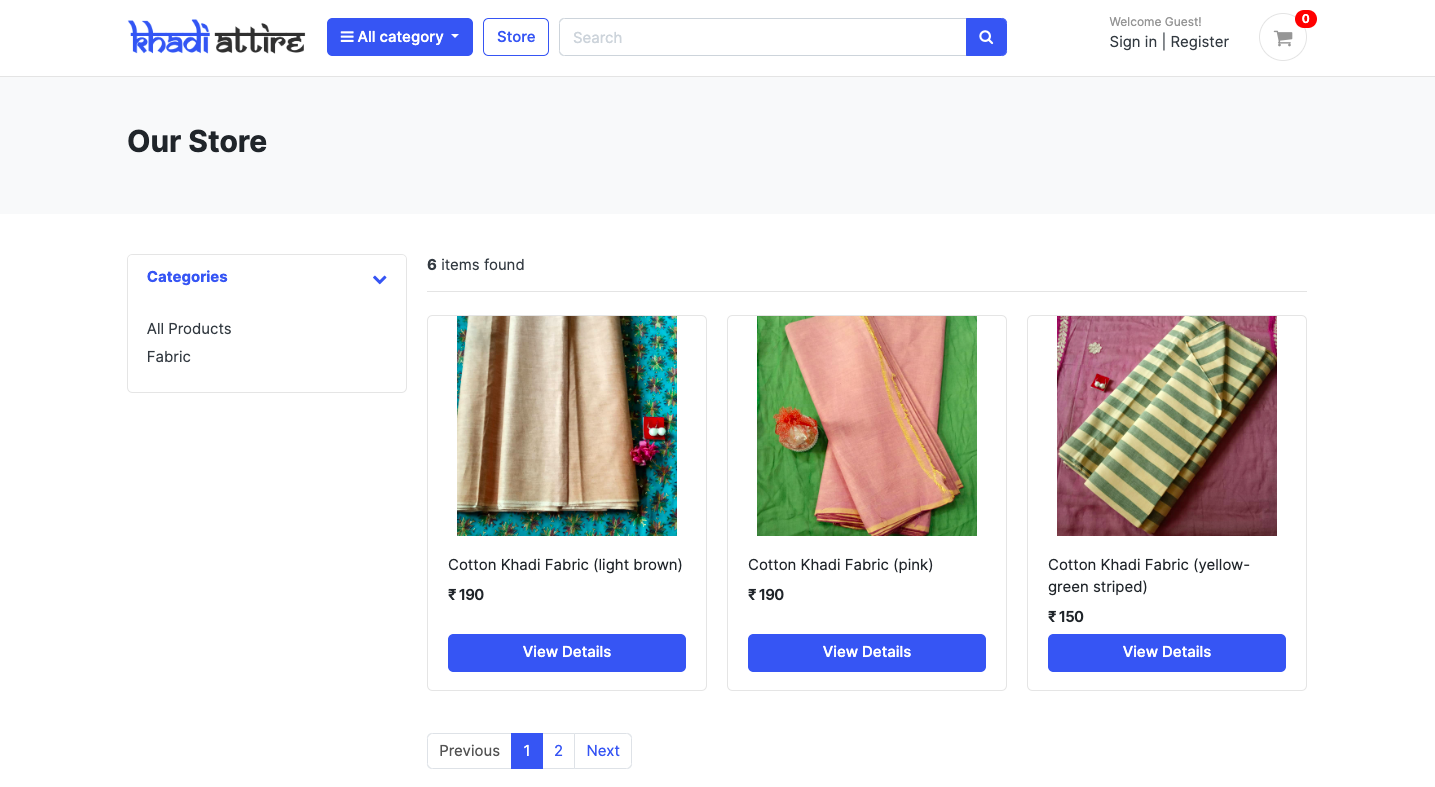 khadi attire
All category
Store
Search
Welcome Guest!
Sign in | Register
0
Our Store
Categories
All Products
Fabric
6 items found
Cotton Khadi Fabric (light brown)
₹ 190
View Details
Cotton Khadi Fabric (pink)
₹ 190
View Details
Cotton Khadi Fabric (yellow-
green striped)
₹ 150
View Details
Previous 1 2 Next